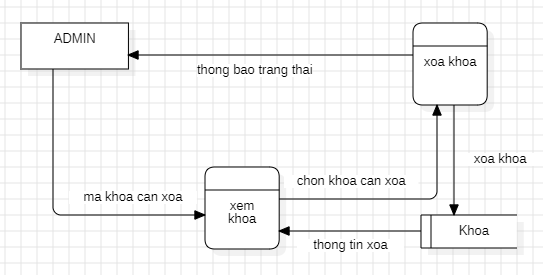 ADMIN
xoa khoa
thong bao trang thai
xoa khoa
chon khoa can xoa
ma khoa can xoa
xem
khoa
Khoa
thong tin xoa